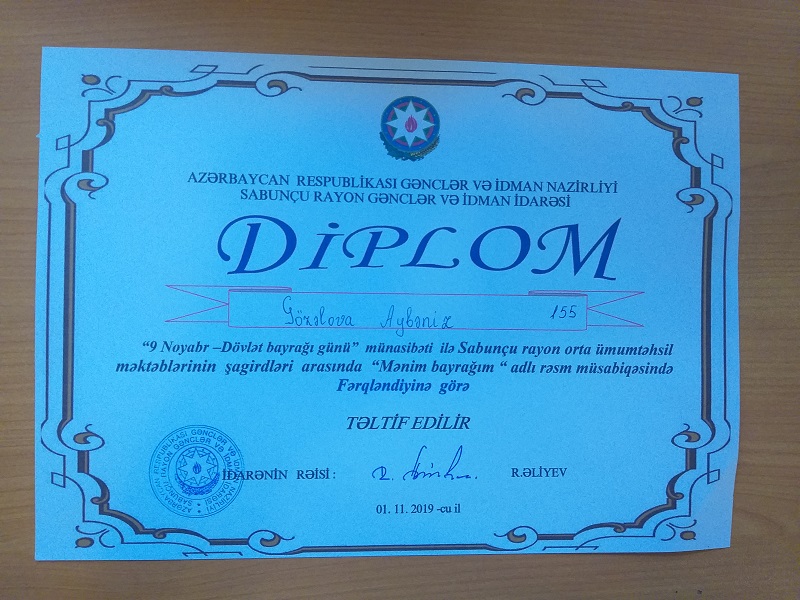 AZƏRBAYCAN RESPUBLİKASI GƏNCLƏR VƏ İDMAN NAZİRLİYİ
SABUNÇU RAYON GƏNCLƏR VƏ İDMAN İDARƏSİ
DİPLOM
Gözəlova Aybəniz 155
“9 Noyabr –Dövlət bayrağı günü” münasibəti ilə Sabunçu rayon orta ümumtəhsil
məktəblərinin şagirdləri arasında “Mənim bayrağım “ adlı rəsm müsabiqəsində
Fərqləndiyinə görə
TƏLTİF EDİLİR
İDARƏNİN RƏİSİ : R.ƏLİYEV
01. 11. 2019 -cu il